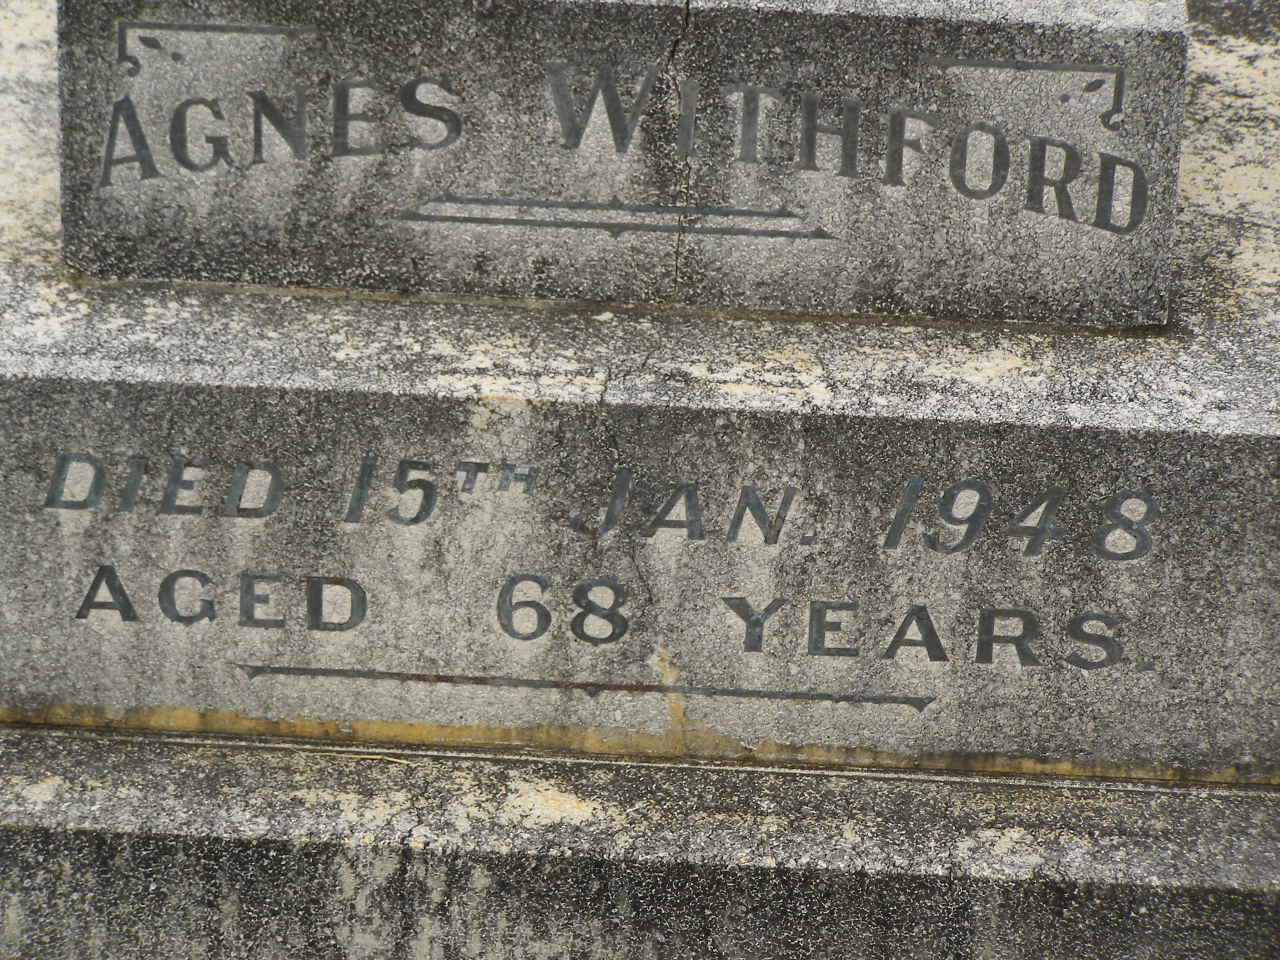 AGNES WITHFORD
DIED 15TH JAN. 1948
AGED 68 YEARS.